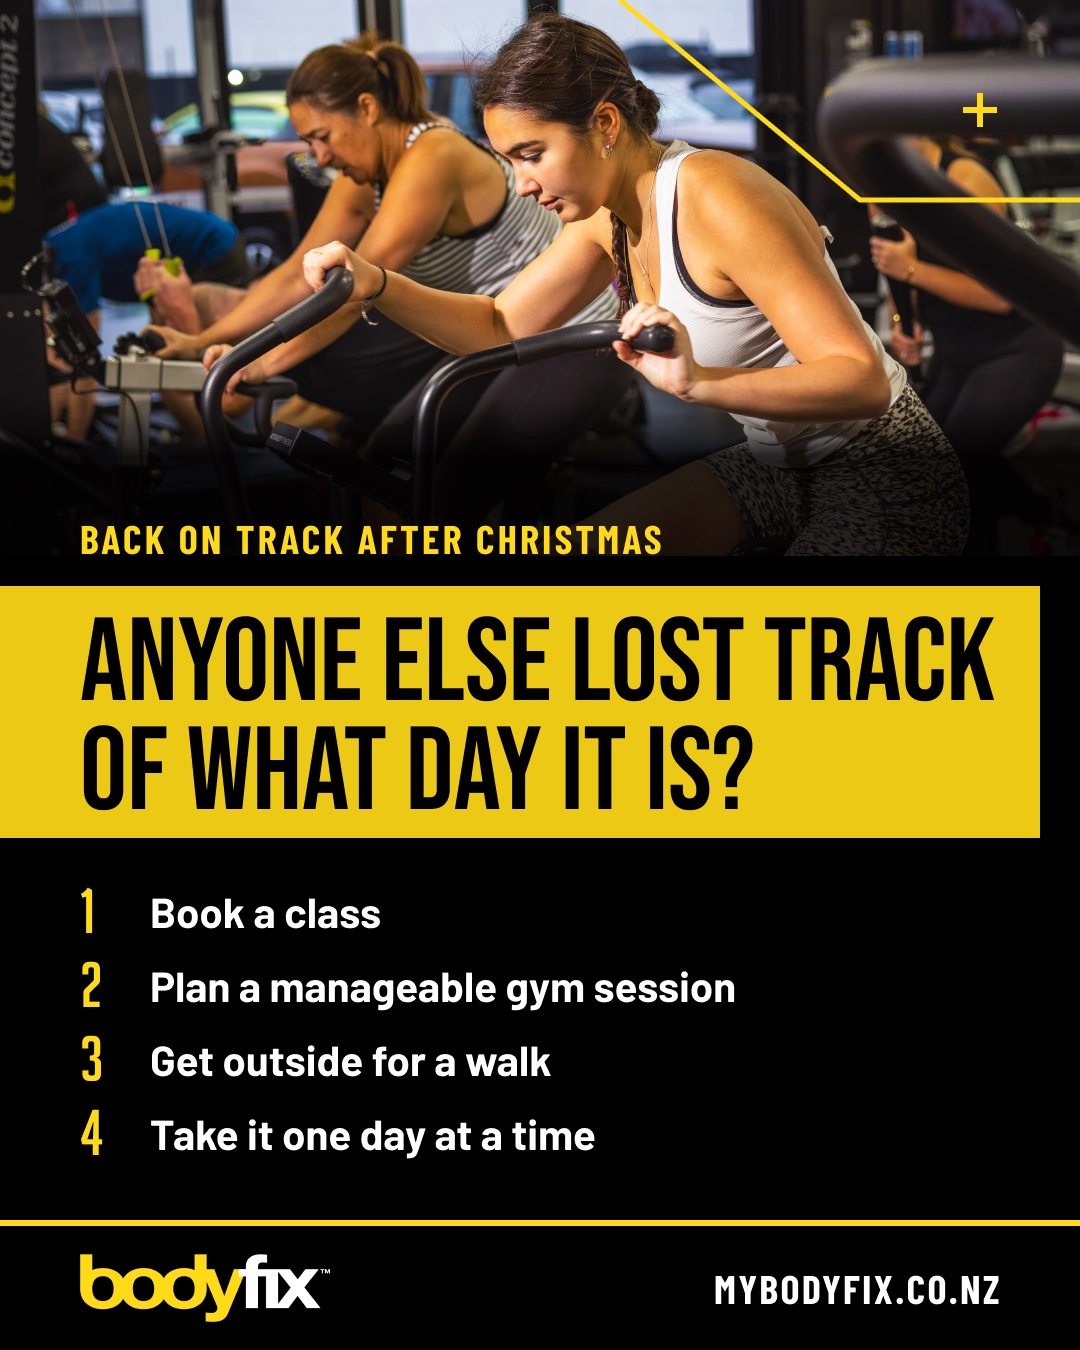 concept 2
BACK ON TRACK AFTER CHRISTMAS
ANYONE ELSE LOST TRACK
OF WHAT DAY IT IS?
1 Book a class
2 Plan a manageable gym session
3 Get outside for a walk
4 Take it one day at a time
bodyfix™
MYBODYFIX.CO.NZ